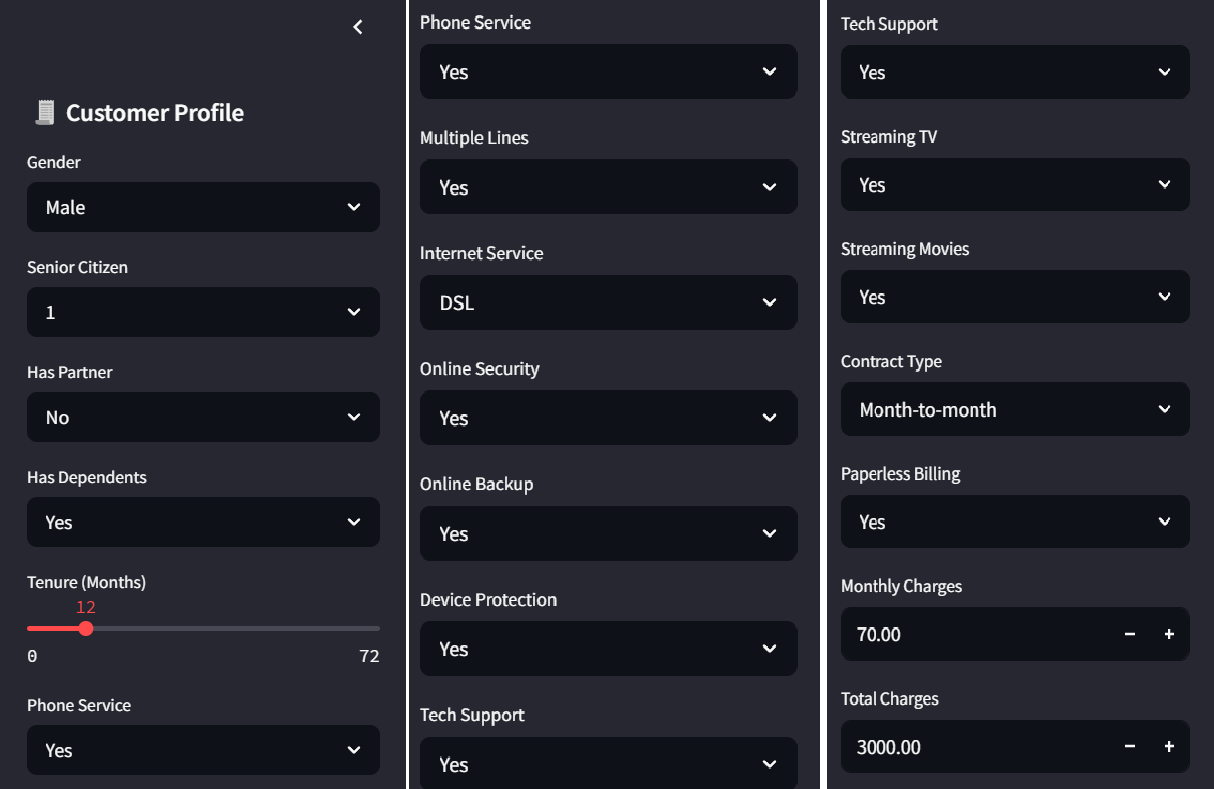 Customer Profile
Gender
Male
Senior Citizen
1
Has Partner
No
Has Dependents
Yes
Tenure (Months)
12
0 72
Phone Service
Yes
Phone Service
Yes
Multiple Lines
Yes
Internet Service
DSL
Online Security
Yes
Online Backup
Yes
Device Protection
Yes
Tech Support
Yes
Tech Support
Yes
Streaming TV
Yes
Streaming Movies
Yes
Contract Type
Month-to-month
Paperless Billing
Yes
Monthly Charges
70.00
Total Charges
3000.00